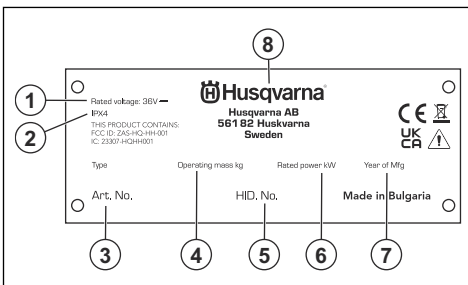 8
Husqvarna
Husqvarna AB
561 82 Huskvarna
Sweden
1
Rated voltage: 36V
2
IPX4
THIS PRODUCT CONTAINS:
FCC ID: ZAS-HQ-HH-001
IC: 23307-HQHH001
CE
UK
CA
Type
Operating mass kg
Rated power kW
Year of Mfg
Art. No.
HID. No.
Made in Bulgaria
3
4
5
6
7